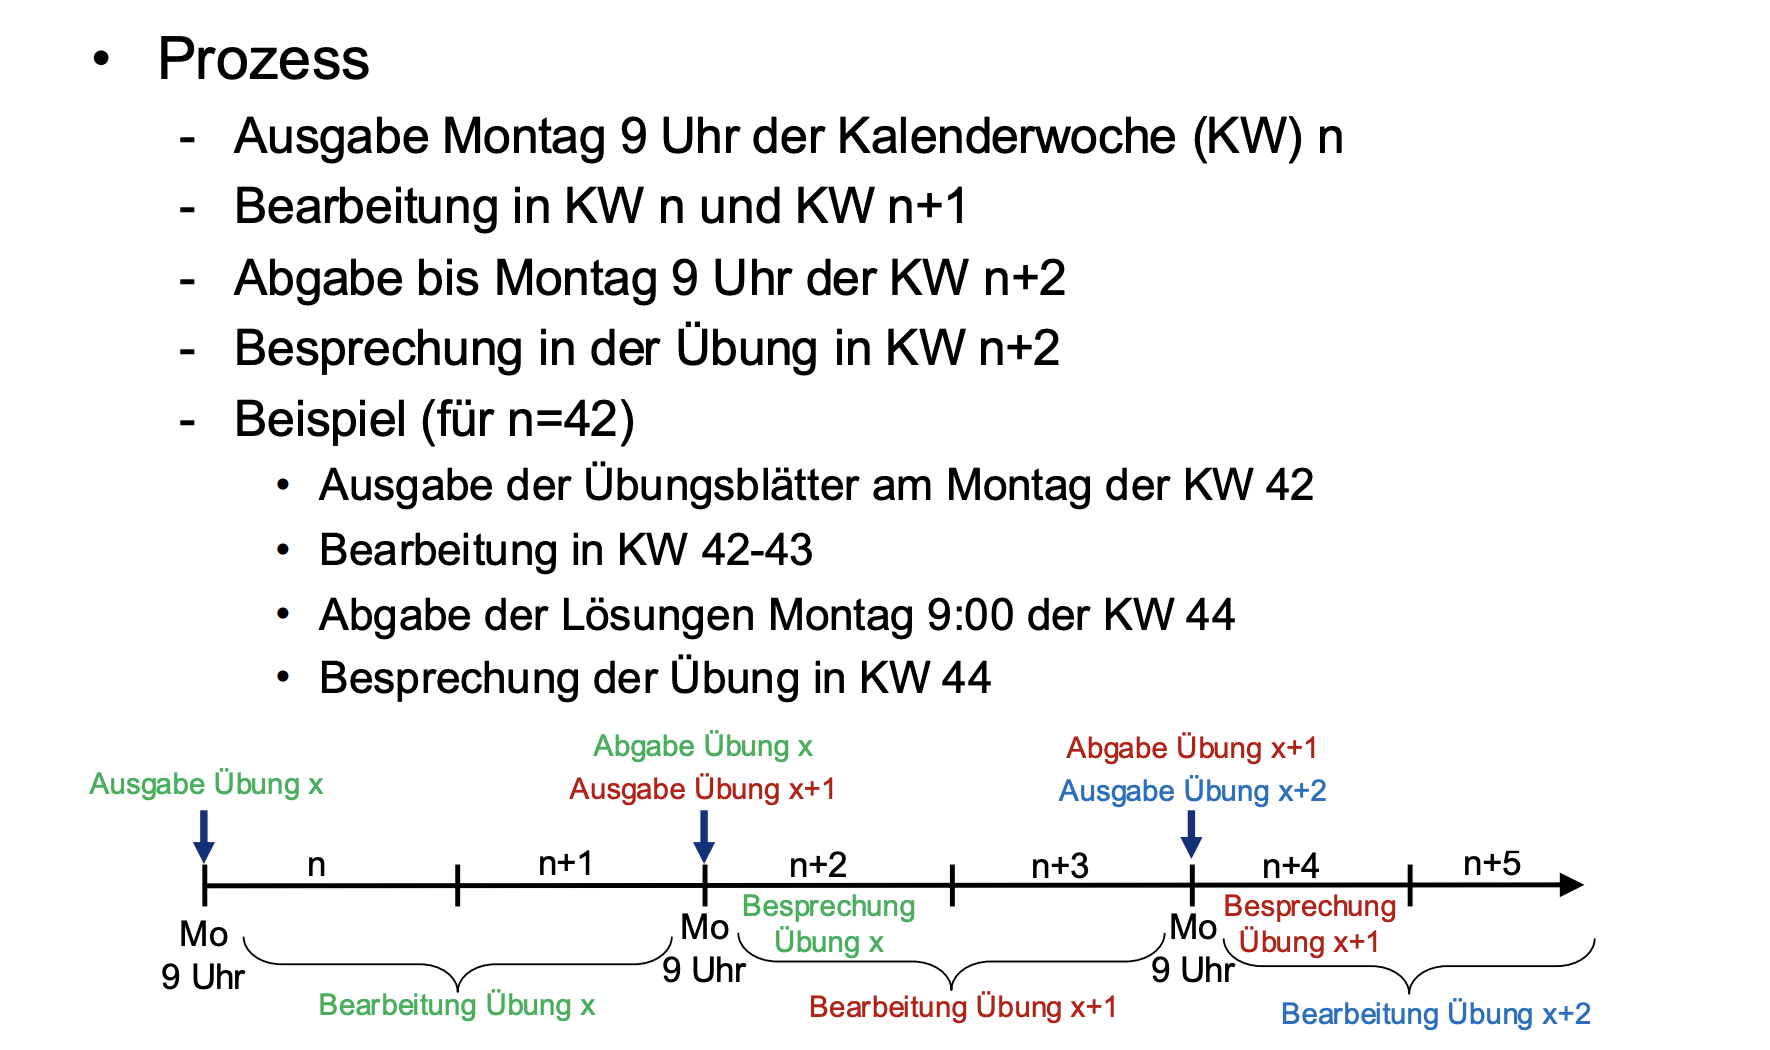 • Prozess
- Ausgabe Montag 9 Uhr der Kalenderwoche (KW) n
- Bearbeitung in KW n und KW n+1
- Abgabe bis Montag 9 Uhr der KW n+2
- Besprechung in der Übung in KW n+2
- Beispiel (für n=42)
• Ausgabe der Übungsblätter am Montag der KW 42
• Bearbeitung in KW 42-43
• Abgabe der Lösungen Montag 9:00 der KW 44
• Besprechung der Übung in KW 44
Ausgabe Übung x
Abgabe Übung x
Ausgabe Übung x+1
Abgabe Übung x+1
Ausgabe Übung x+2
n
n+1
n+2
n+3
n+4
n+5
Mo
9 Uhr
Mo
9 Uhr
Besprechung
Übung x
Mo
9 Uhr
Besprechung
Übung x+1
Bearbeitung Übung x
Bearbeitung Übung x+1
Bearbeitung Übung x+2